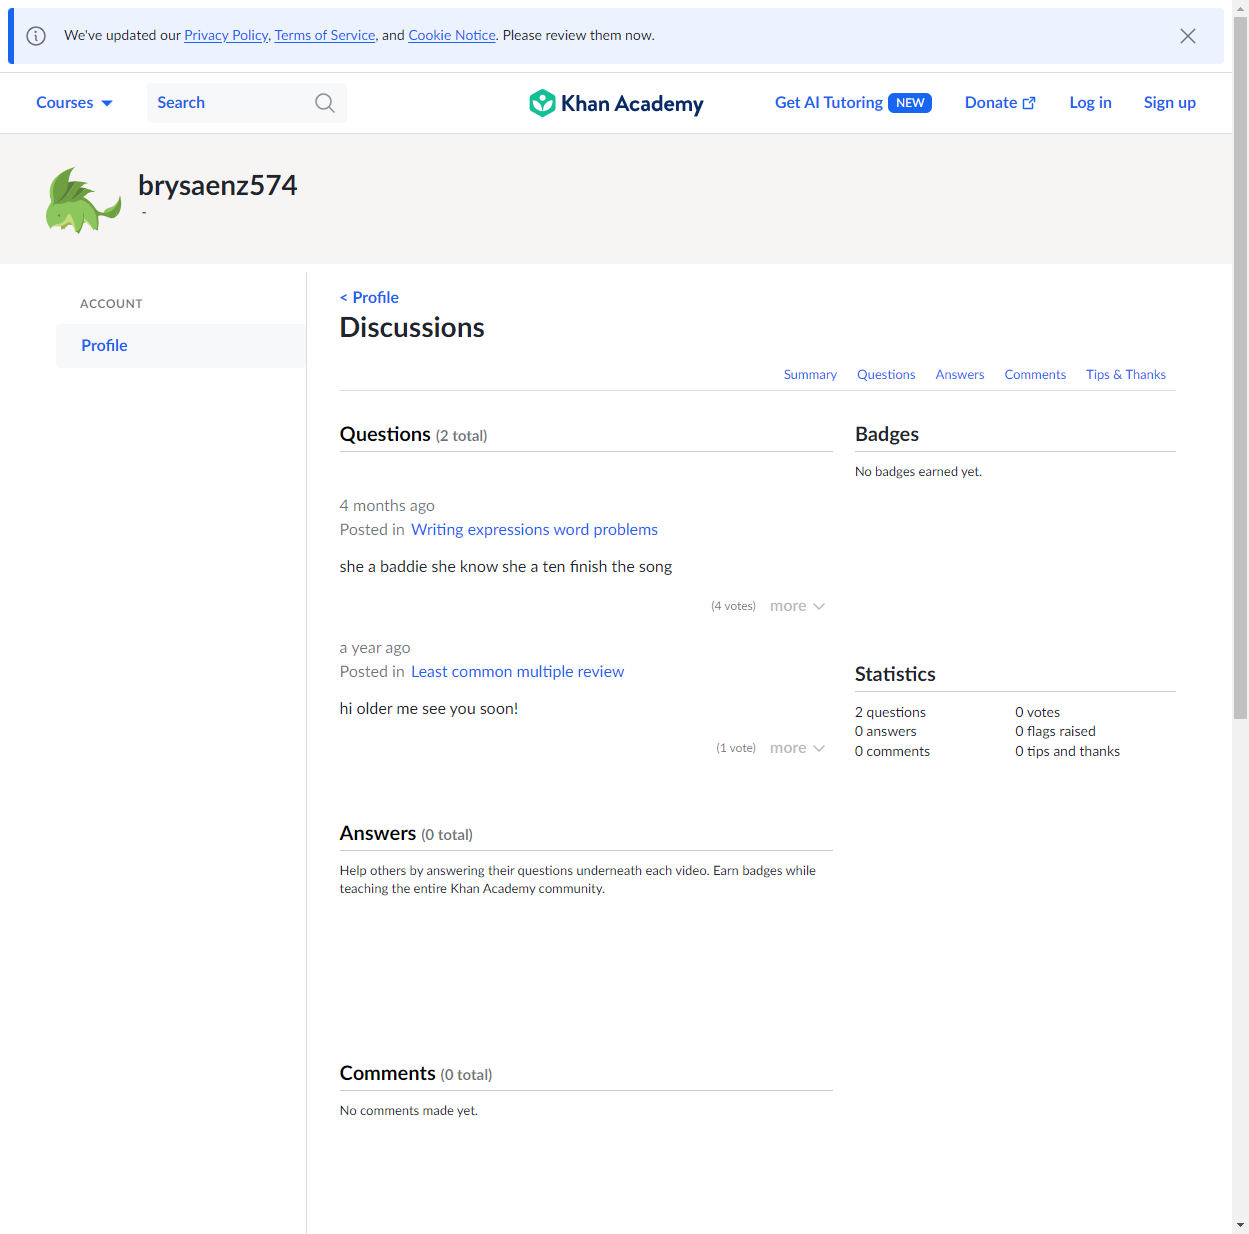 We've updated our Privacy Policy, Terms of Service, and Cookie Notice. Please review them now.
Courses
Search
Khan Academy
Get AI Tutoring NEW
Donate
Log in
Sign up
brysaenz574
-
ACCOUNT
Profile
< Profile
Discussions
Summary Questions Answers Comments Tips & Thanks
Questions (2 total)
4 months ago
Posted in Writing expressions word problems
she a baddie she know she a ten finish the song
(4 votes) more
a year ago
Posted in Least common multiple review
hi older me see you soon!
(1 vote) more
Answers (0 total)
Help others by answering their questions underneath each video. Earn badges while
teaching the entire Khan Academy community.
Comments (0 total)
No comments made yet.
Badges
No badges earned yet.
Statistics
2 questions 0 votes
0 answers 0 flags raised
0 comments 0 tips and thanks